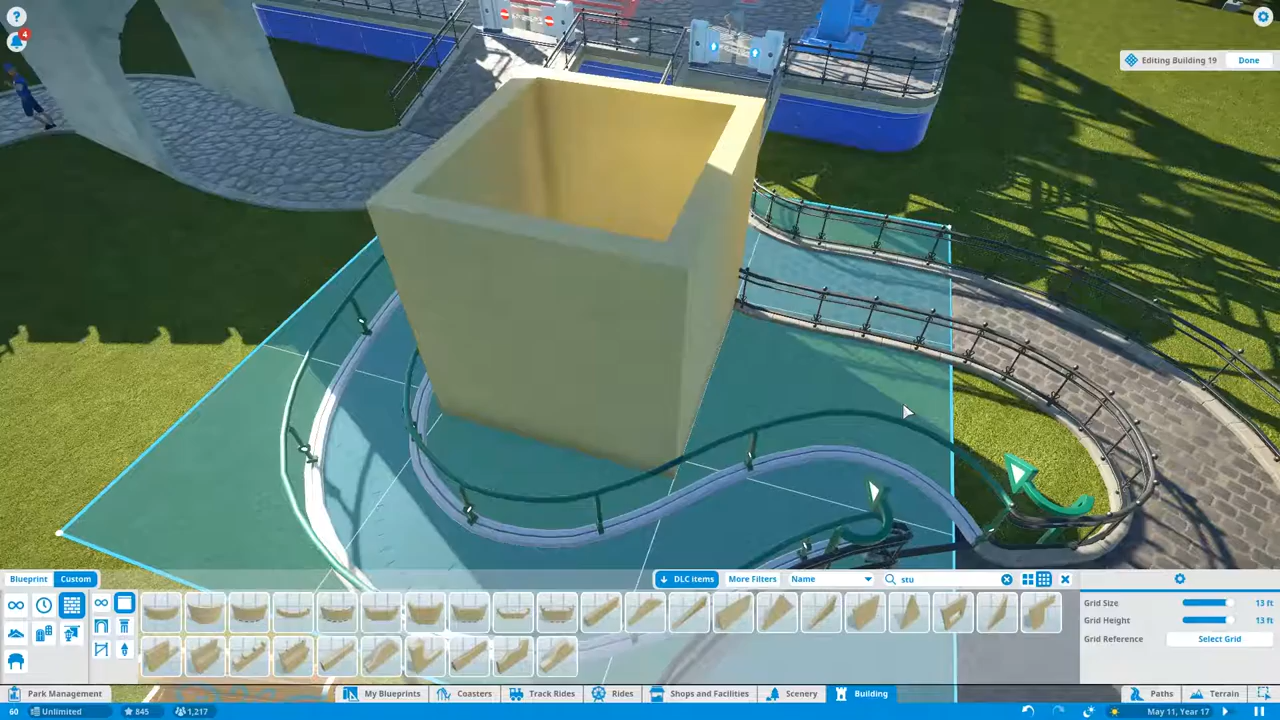 ?
4
Editing Building 19 Done
Blueprint Custom DLC items More Filters Name stu
Grid Size 13 ft
Grid Height 13 ft
Grid Reference Select Grid
Park Management My Blueprints Coasters Track Rides Rides Shops and Facilities Scenery Building Paths Terrain
60 Unlimited 845 1,217 May 11, Year 17